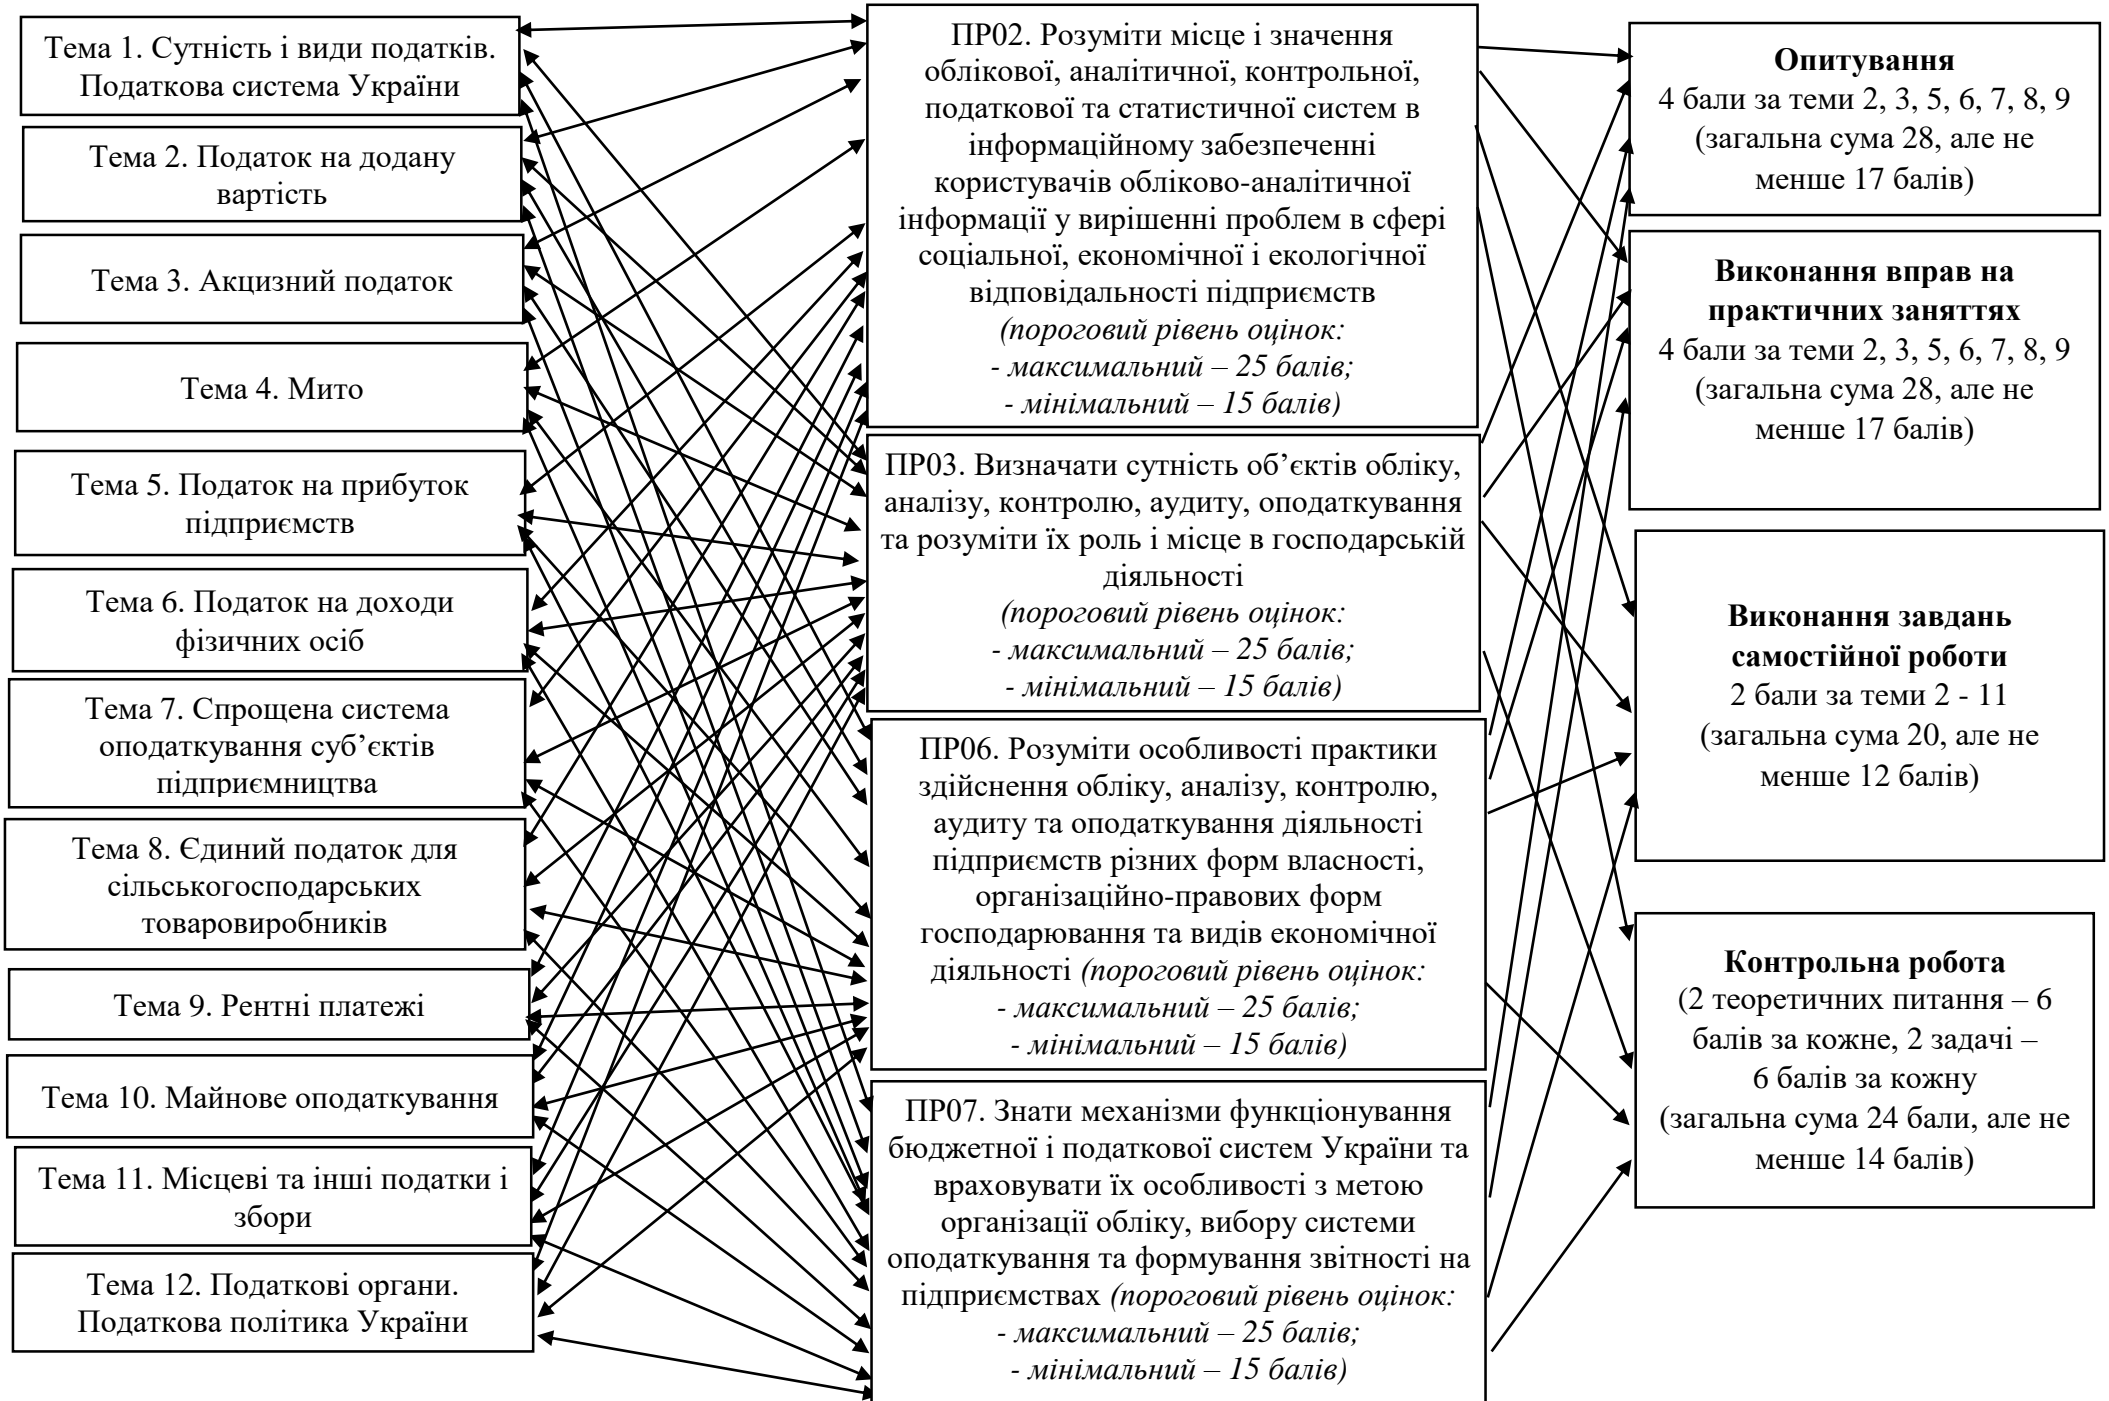 Тема 1. Сутність і види податків.
Податкова система України
Тема 2. Податок на додану
вартість
Тема 3. Акцизний податок
Тема 4. Мито
Тема 5. Податок на прибуток
підприємств
Тема 6. Податок на доходи
фізичних осіб
Тема 7. Спрощена система
оподаткування суб’єктів
підприємництва
Тема 8. Єдиний податок для
сільськогосподарських
товаровиробників
Тема 9. Рентні платежі
Тема 10. Майнове оподаткування
Тема 11. Місцеві та інші податки і
збори
Тема 12. Податкові органи.
Податкова політика України
ПР02. Розуміти місце і значення
облікової, аналітичної, контрольної,
податкової та статистичної систем в
інформаційному забезпеченні
користувачів обліково-аналітичної
інформації у вирішенні проблем в сфері
соціальної, економічної і екологічної
відповідальності підприємств
(пороговий рівень оцінок:
- максимальний – 25 балів;
- мінімальний – 15 балів)
ПР03. Визначати сутність об’єктів обліку,
аналізу, контролю, аудиту, оподаткування
та розуміти їх роль і місце в господарській
діяльності
(пороговий рівень оцінок:
- максимальний – 25 балів;
- мінімальний – 15 балів)
ПР06. Розуміти особливості практики
здійснення обліку, аналізу, контролю,
аудиту та оподаткування діяльності
підприємств різних форм власності,
організаційно-правових форм
господарювання та видів економічної
діяльності (пороговий рівень оцінок:
- максимальний – 25 балів;
- мінімальний – 15 балів)
ПР07. Знати механізми функціонування
бюджетної і податкової систем України та
враховувати їх особливості з метою
організації обліку, вибору системи
оподаткування та формування звітності на
підприємствах (пороговий рівень оцінок:
- максимальний – 25 балів;
- мінімальний – 15 балів)
Опитування
4 бали за теми 2, 3, 5, 6, 7, 8, 9
(загальна сума 28, але не
менше 17 балів)
Виконання вправ на
практичних заняттях
4 бали за теми 2, 3, 5, 6, 7, 8, 9
(загальна сума 28, але не
менше 17 балів)
Виконання завдань
самостійної роботи
2 бали за теми 2 - 11
(загальна сума 20, але не
менше 12 балів)
Контрольна робота
(2 теоретичних питання – 6
балів за кожне, 2 задачі –
6 балів за кожну
(загальна сума 24 бали, але не
менше 14 балів)